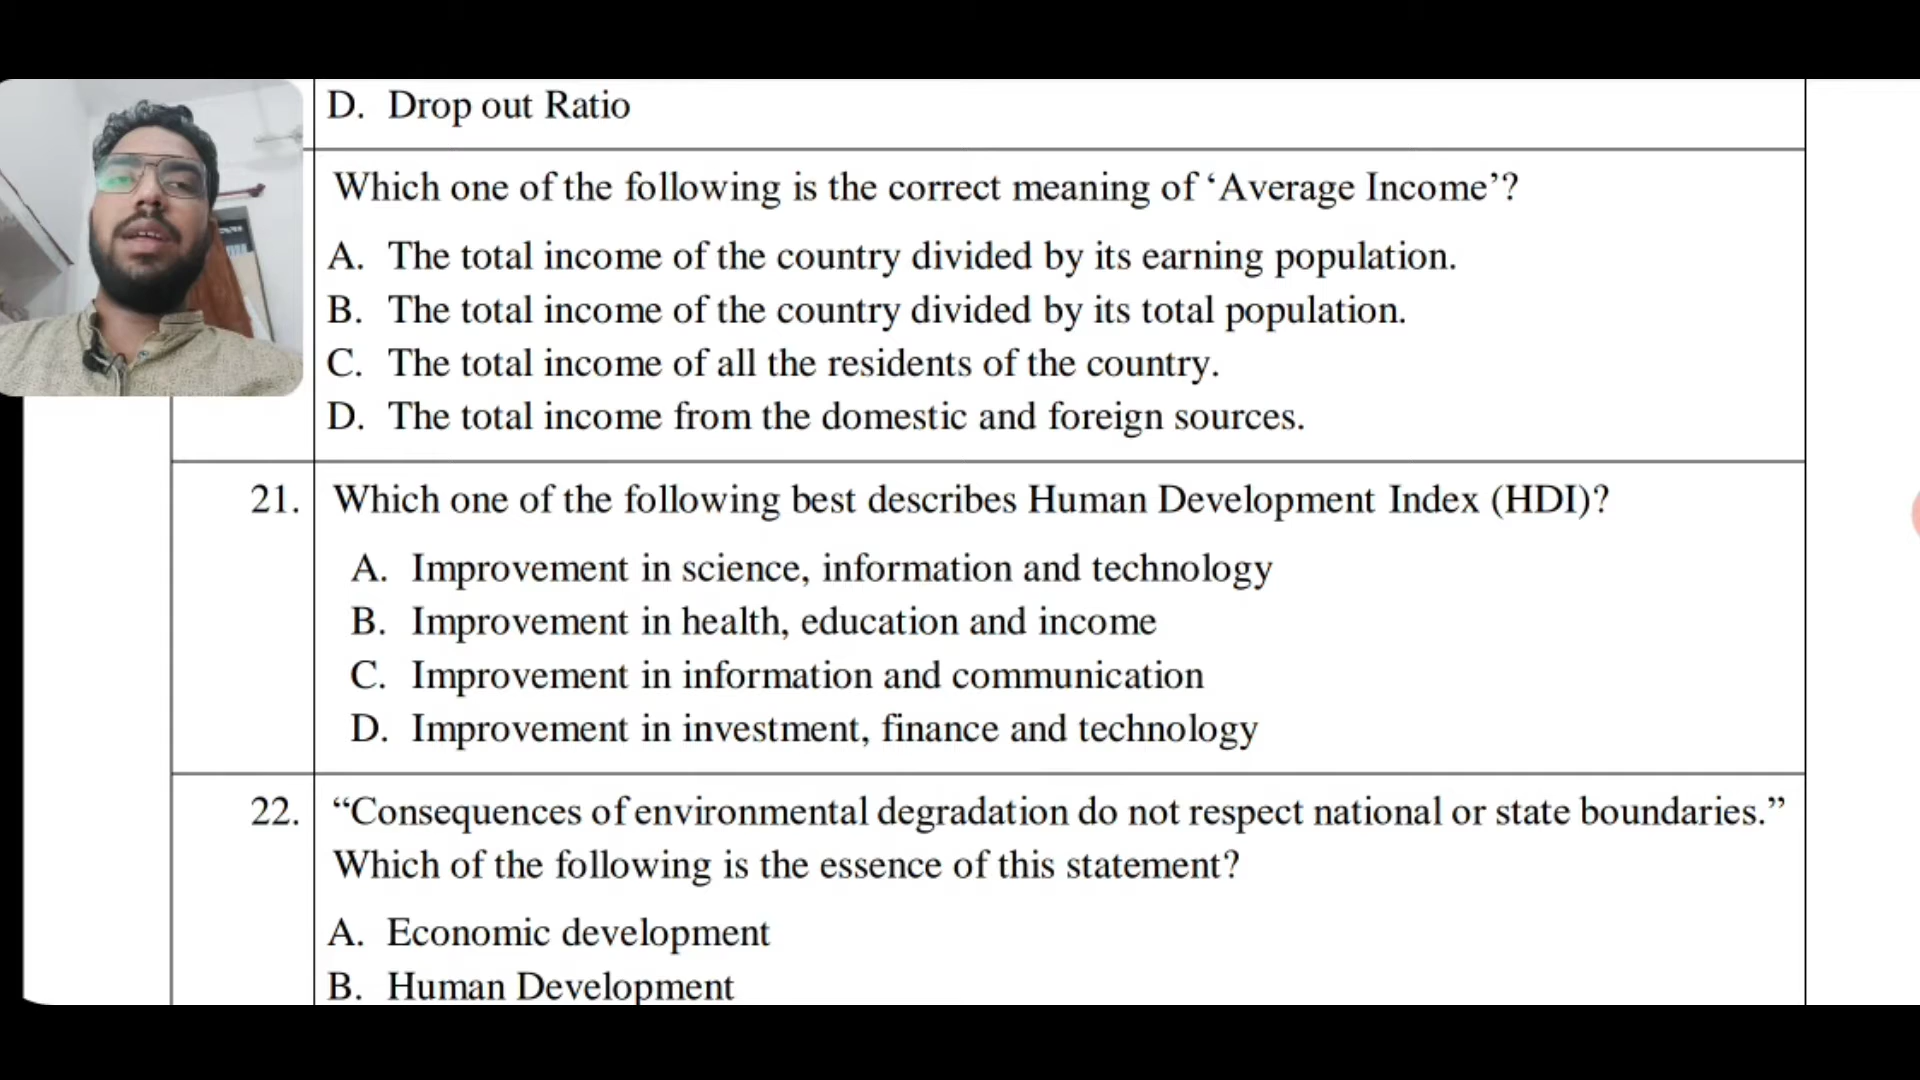 D. Drop out Ratio
Which one of the following is the correct meaning of ‘Average Income’?
A. The total income of the country divided by its earning population.
B. The total income of the country divided by its total population.
C. The total income of all the residents of the country.
D. The total income from the domestic and foreign sources.
21. Which one of the following best describes Human Development Index (HDI)?
A. Improvement in science, information and technology
B. Improvement in health, education and income
C. Improvement in information and communication
D. Improvement in investment, finance and technology
22. “Consequences of environmental degradation do not respect national or state boundaries.”
Which of the following is the essence of this statement?
A. Economic development
B. Human Development